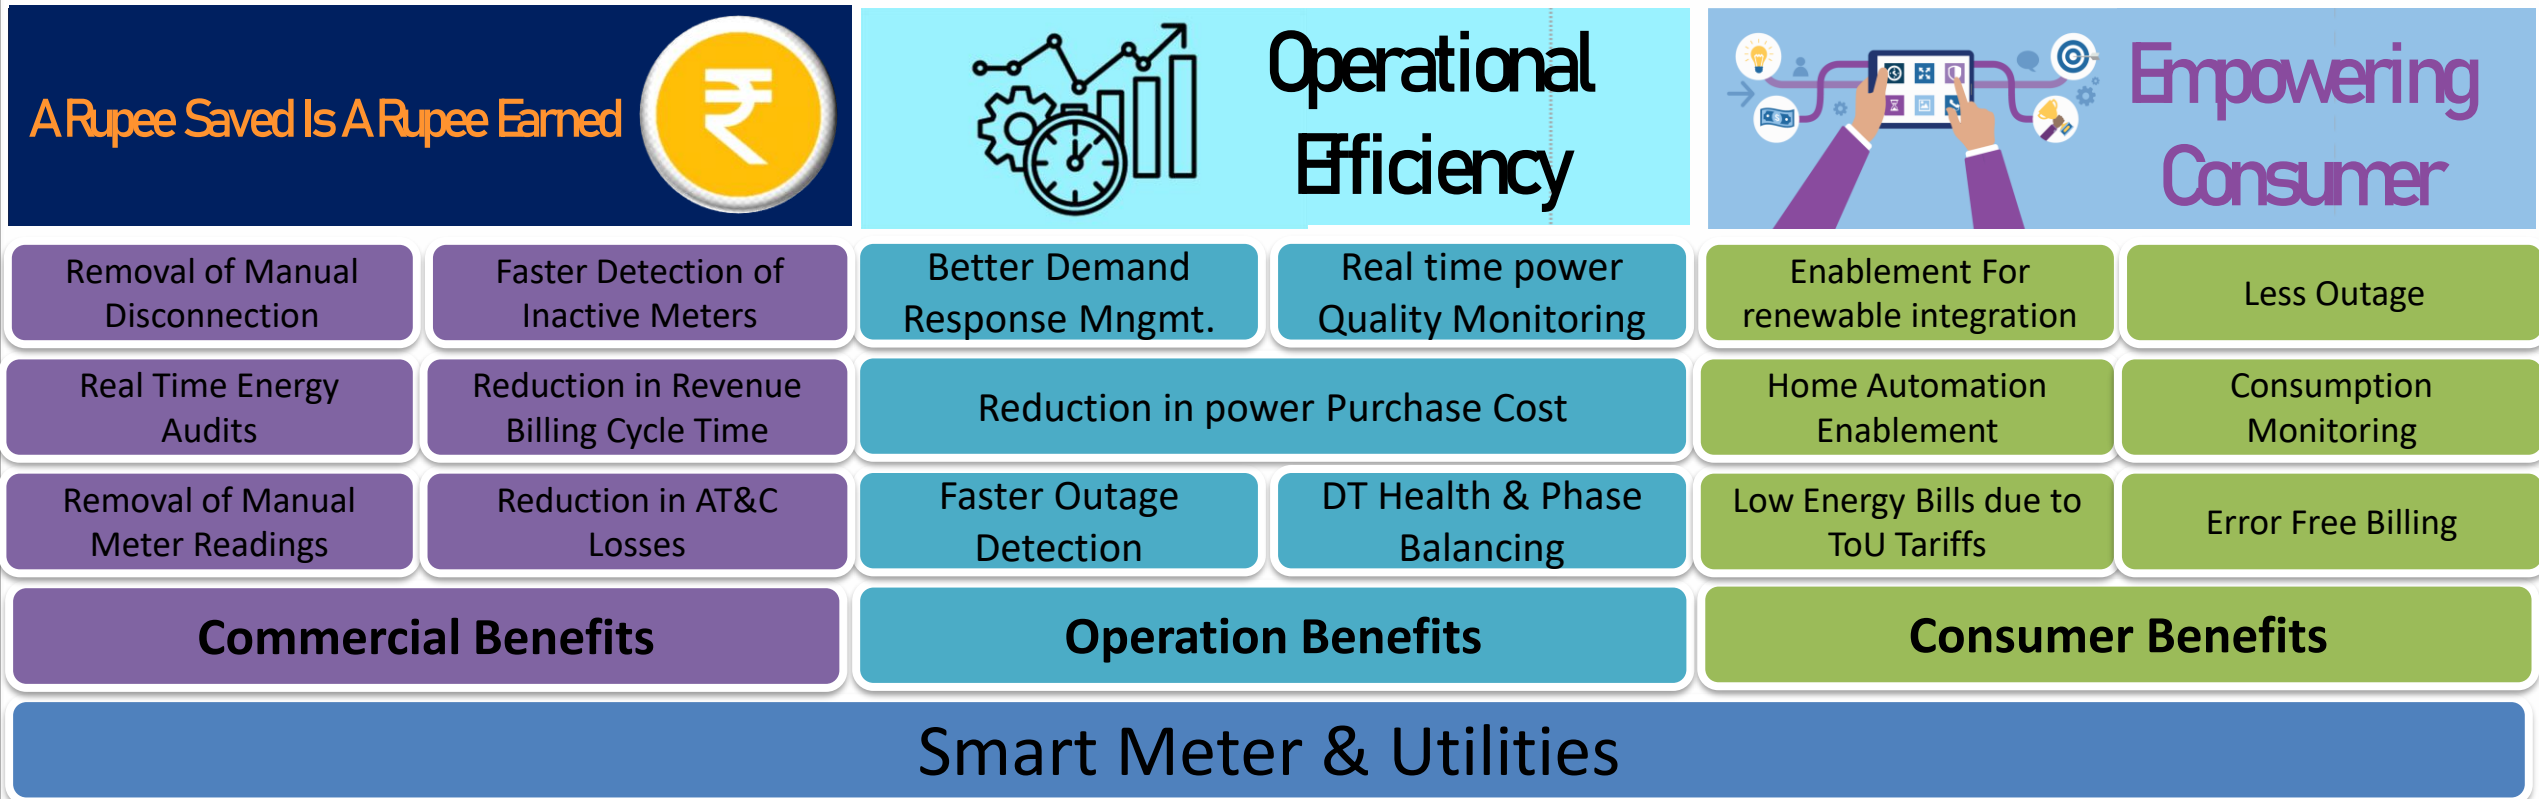 A Rupee Saved Is A Rupee Earned
₹
Operational
Efficiency
Empowering
Consumer
Removal of Manual
Disconnection
Faster Detection of
Inactive Meters
Better Demand
Response Mngmt.
Real time power
Quality Monitoring
Enablement For
renewable integration
Less Outage
Real Time Energy
Audits
Reduction in Revenue
Billing Cycle Time
Reduction in power Purchase Cost
Home Automation
Enablement
Consumption
Monitoring
Removal of Manual
Meter Readings
Reduction in AT&C
Losses
Faster Outage
Detection
DT Health & Phase
Balancing
Low Energy Bills due to
ToU Tariffs
Error Free Billing
Commercial Benefits
Operation Benefits
Consumer Benefits
Smart Meter & Utilities